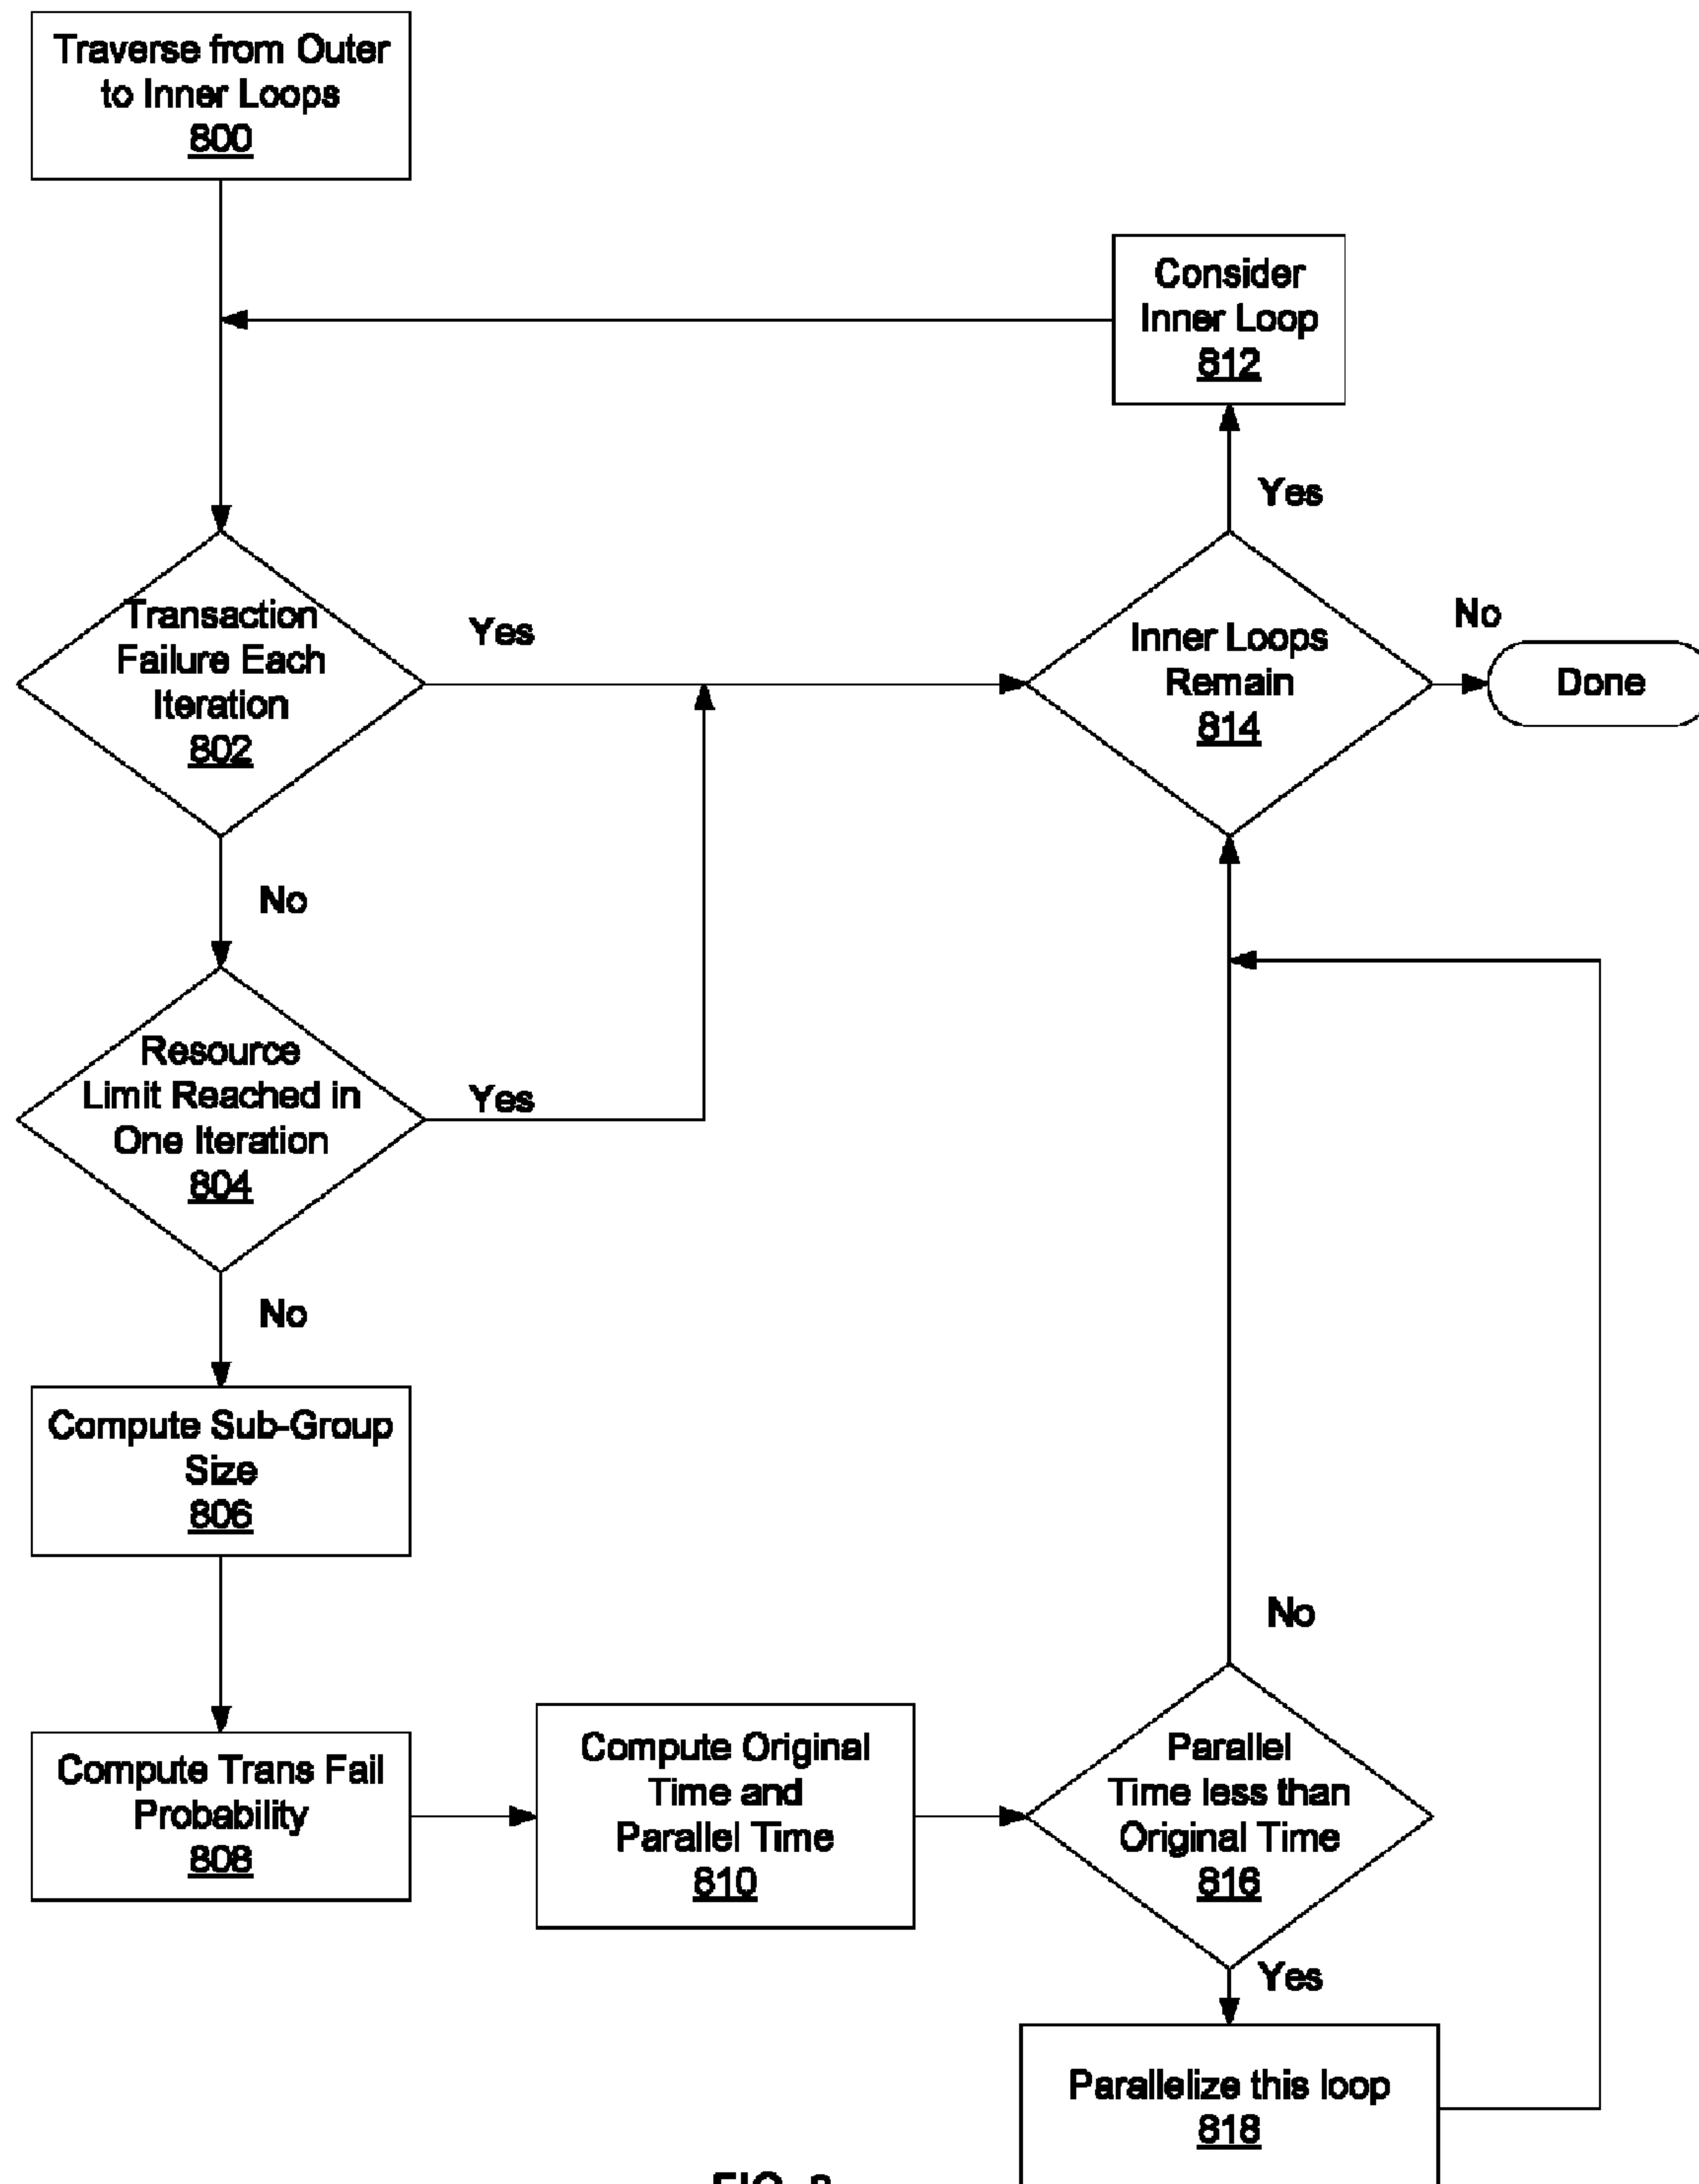 Traverse from Outer
to Inner Loops
800
Consider
Inner Loop
812
Yes
Transaction
Failure Each
Iteration
802
Yes
Inner Loops
Remain
814
No
Done
No
Resource
Limit Reached in
One Iteration
804
Yes
No
Compute Sub-Group
Size
806
No
Compute Trans Fail
Probability
808
Compute Original
Time and
Parallel Time
810
Parallel
Time less than
Original Time
816
Yes
Parallelize this loop
818